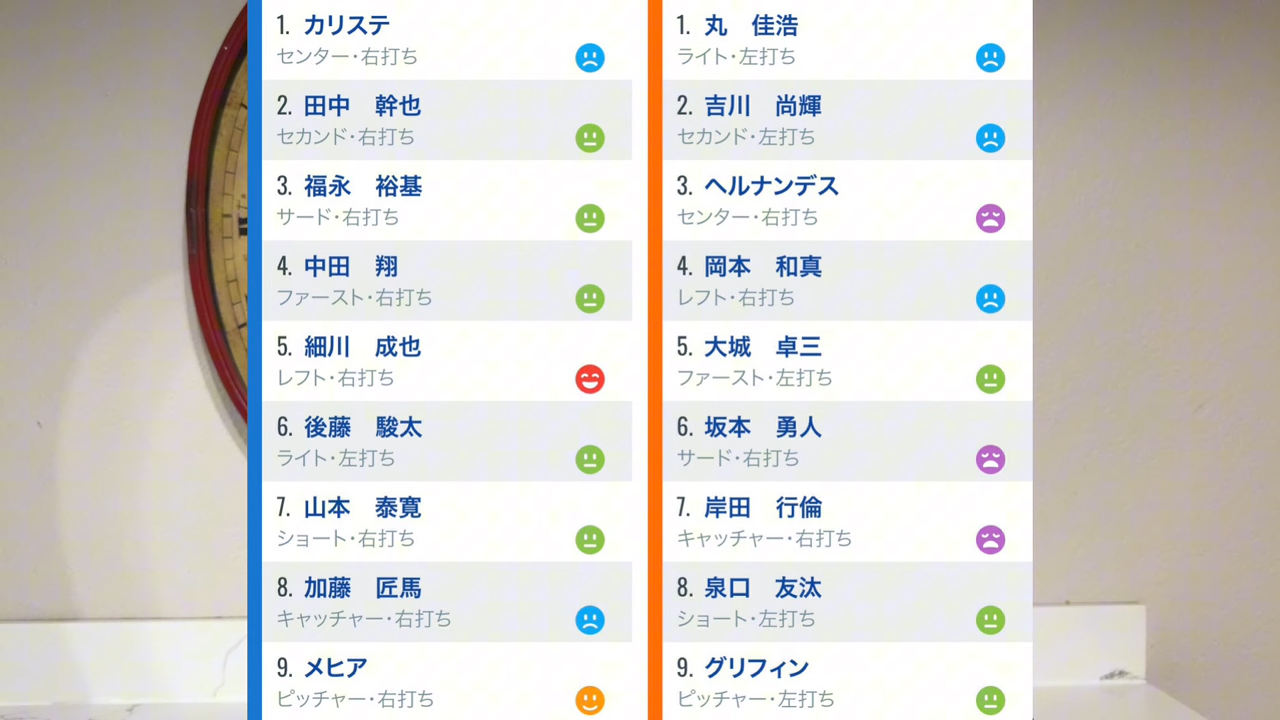 1. カリステ
センター・右打ち
2. 田中　幹也
セカンド・右打ち
3. 福永　裕基
サード・右打ち
4. 中田　翔
ファースト・右打ち
5. 細川　成也
レフト・右打ち
6. 後藤　駿太
ライト・左打ち
7. 山本　泰寛
ショート・右打ち
8. 加藤　匠馬
キャッチャー・右打ち
9. メヒア
ピッチャー・右打ち
1. 丸　佳浩
ライト・左打ち
2. 吉川　尚輝
セカンド・左打ち
3. ヘルナンデス
センター・右打ち
4. 岡本　和真
レフト・右打ち
5. 大城　卓三
ファースト・左打ち
6. 坂本　勇人
サード・右打ち
7. 岸田　行倫
キャッチャー・右打ち
8. 泉口　友汰
ショート・左打ち
9. グリフィン
ピッチャー・左打ち